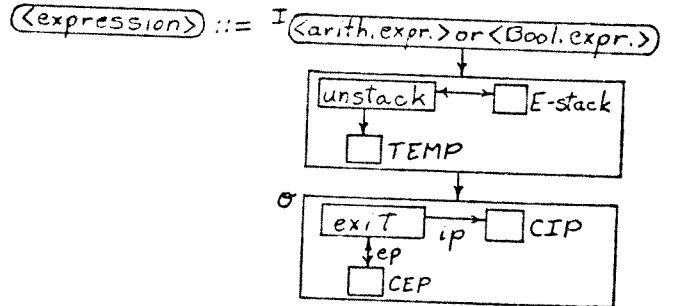 <expression> ::= I <arith.expr.> or <Bool.expr.>
unstack E-stack
TEMP
O exiT ip CIP
ep
CEP